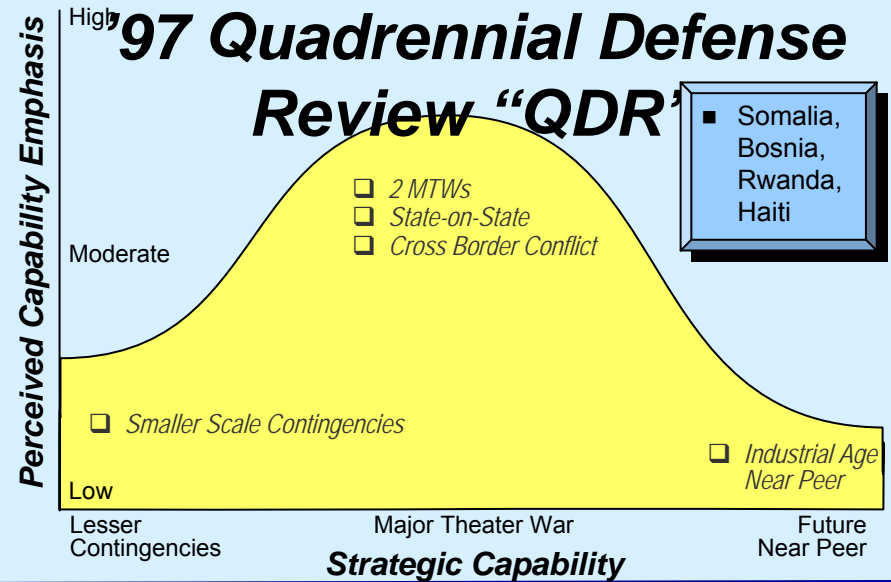 '97 Quadrennial Defense
Review “QDR”
High
Perceived Capability Emphasis
■ Somalia,
Bosnia,
Rwanda,
Haiti
❑ 2 MTWs
❑ State-on-State
❑ Cross Border Conflict
Moderate
❑ Smaller Scale Contingencies
❑ Industrial Age
Near Peer
Low
Lesser
Contingencies
Major Theater War
Future
Near Peer
Strategic Capability